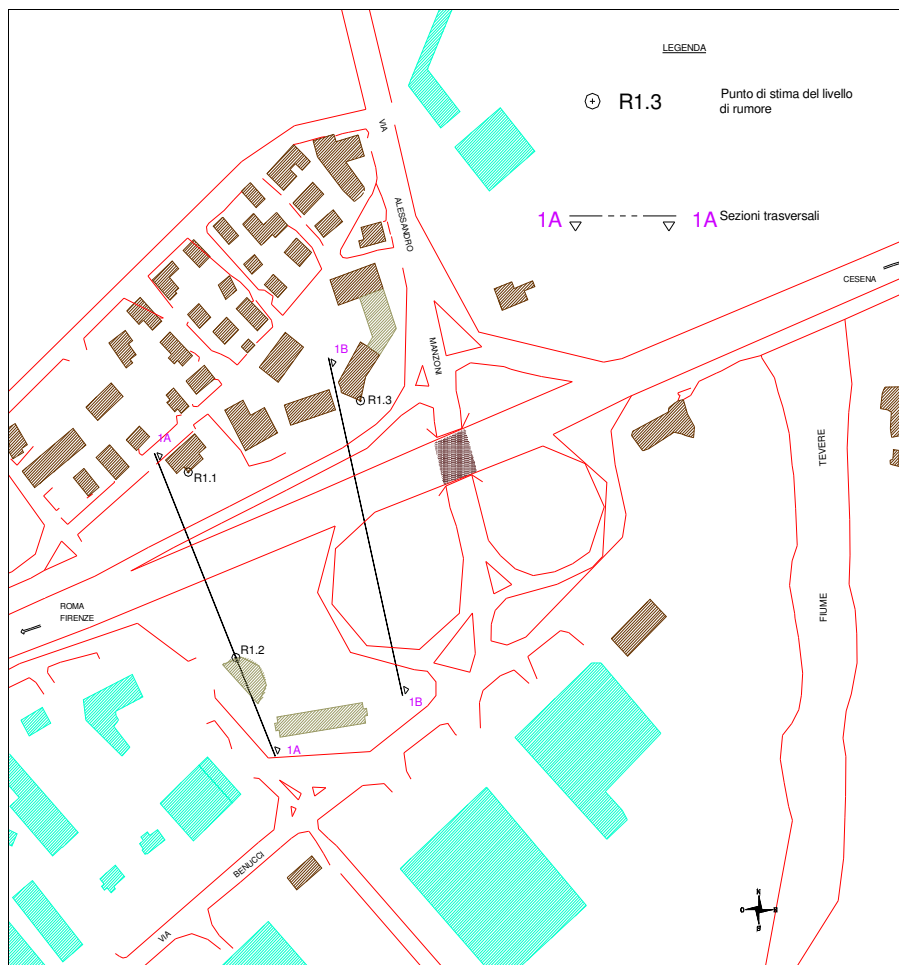 LEGENDA
R1.3
Punto di stima del livello
di rumore
1A
1A
Sezioni trasversali
VIA
ALESSANDRO
MANZONI
CESENA
1B
R1.3
1A
R1.1
TEVERE
FIUME
ROMA
FIRENZE
R1.2
1B
1A
BENUCCI
VIA
N
O